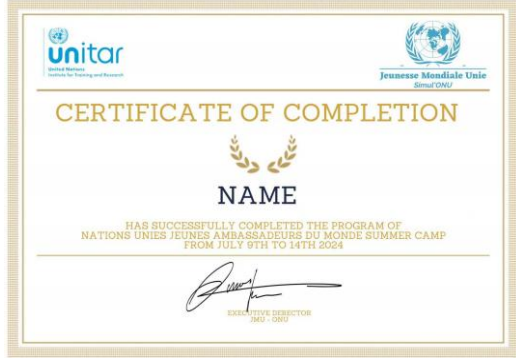 unitar
United Nations
Institute for Training and Research
Jeunesse Mondiale Unie
Simul'ONU
CERTIFICATE OF COMPLETION
NAME
HAS SUCCESSFULLY COMPLETED THE PROGRAM OF
NATIONS UNIES JEUNES AMBASSADEURS DU MONDE SUMMER CAMP
FROM JULY 9TH TO 14TH 2024
EXECUTIVE DIRECTOR
JMU - ONU